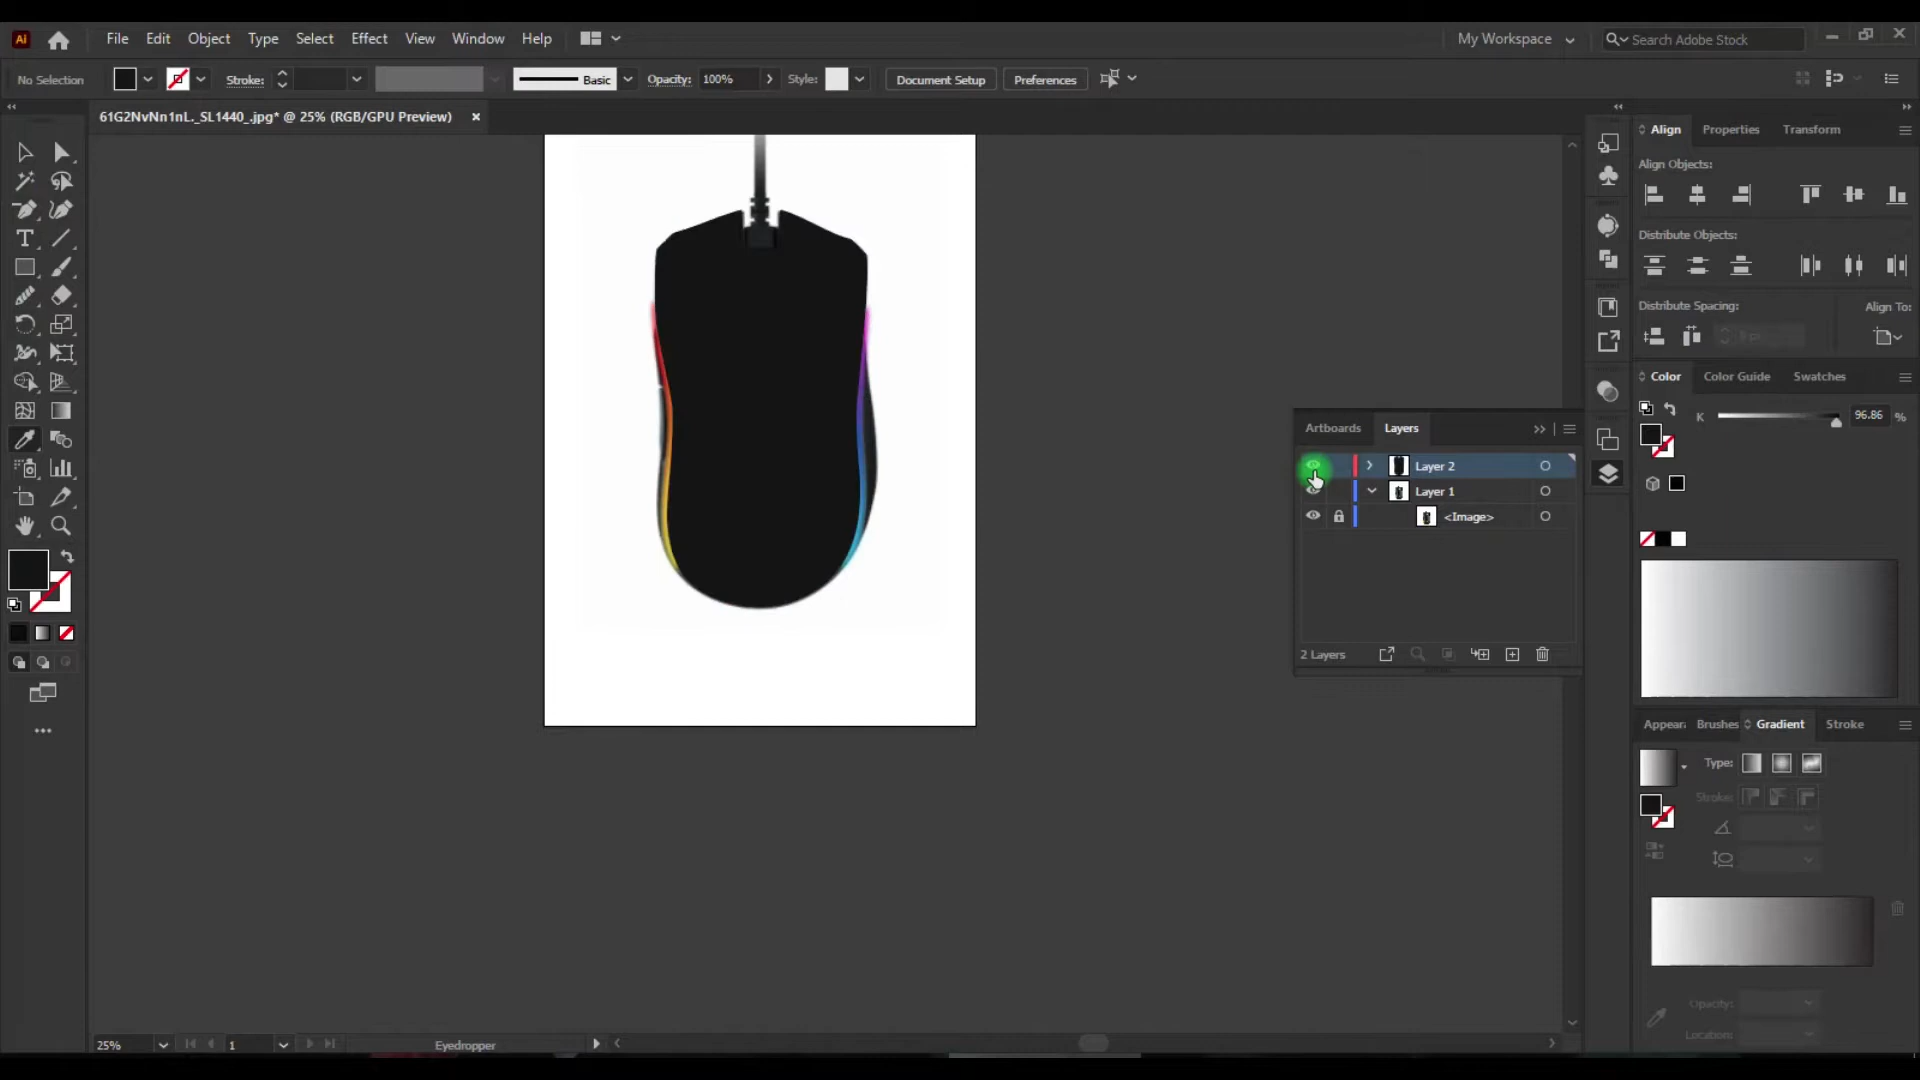 Ai File Edit Object Type Select Effect View Window Help My Workspace Search Adobe Stock
No Selection Stroke: Basic Opacity: 100% Style: Document Setup Preferences
61G2NvNn1nL._SL1440_.jpg* @ 25% (RGB/GPU Preview) ×
Align Properties Transform
Align Objects:
Distribute Objects:
Distribute Spacing: Align To:
Color Color Guide Swatches
K 96.86 %
Artboards Layers
Layer 2
Layer 1
<Image>
2 Layers
Appear Brushes Gradient Stroke
Type:
Stroke:
Opacity:
Location:
25% 1 Eyedropper